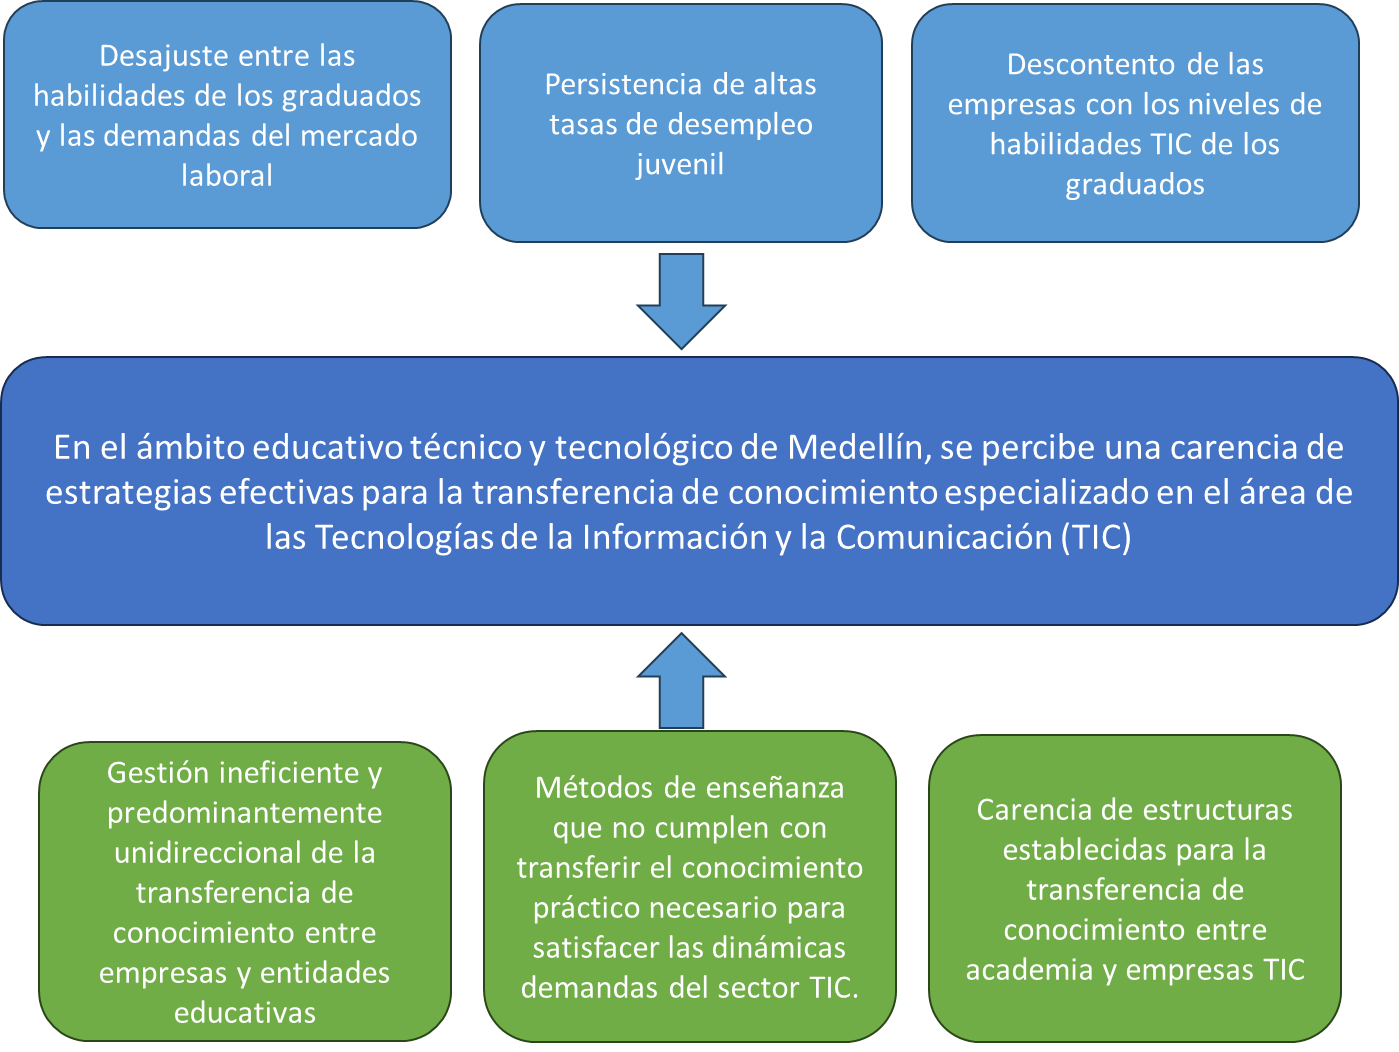 Desajuste entre las
habilidades de los graduados
y las demandas del mercado
laboral
Persistencia de altas
tasas de desempleo
juvenil
Descontento de las
empresas con los niveles de
habilidades TIC de los
graduados
En el ámbito educativo técnico y tecnológico de Medellín, se percibe una carencia de
estrategias efectivas para la transferencia de conocimiento especializado en el área de
las Tecnologías de la Información y la Comunicación (TIC)
Gestión ineficiente y
predominantemente
unidireccional de la
transferencia de
conocimiento entre
empresas y entidades
educativas
Métodos de enseñanza
que no cumplen con
transferir el conocimiento
práctico necesario para
satisfacer las dinámicas
demandas del sector TIC.
Carencia de estructuras
establecidas para la
transferencia de
conocimiento entre
academia y empresas TIC